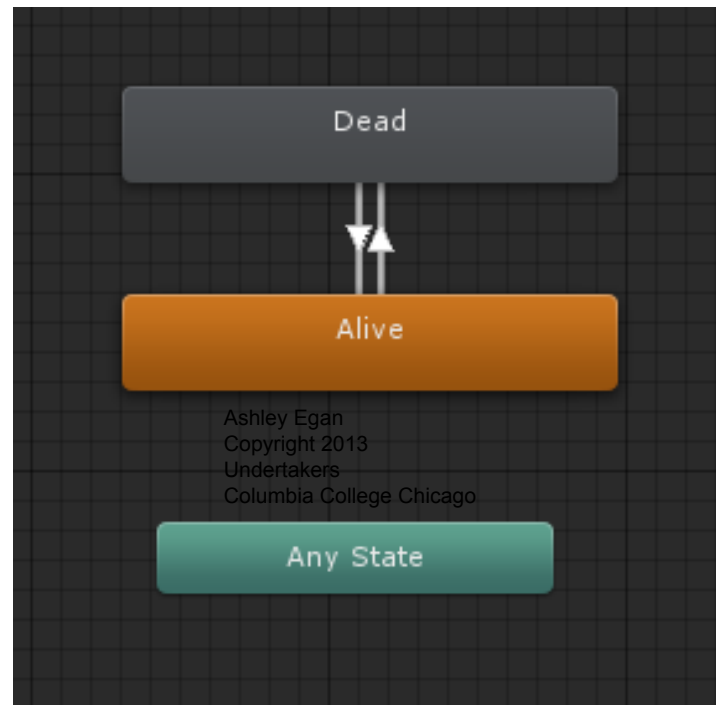 Dead
Alive
Ashley Egan
Copyright 2013
Undertakers
Columbia College Chicago
Any State